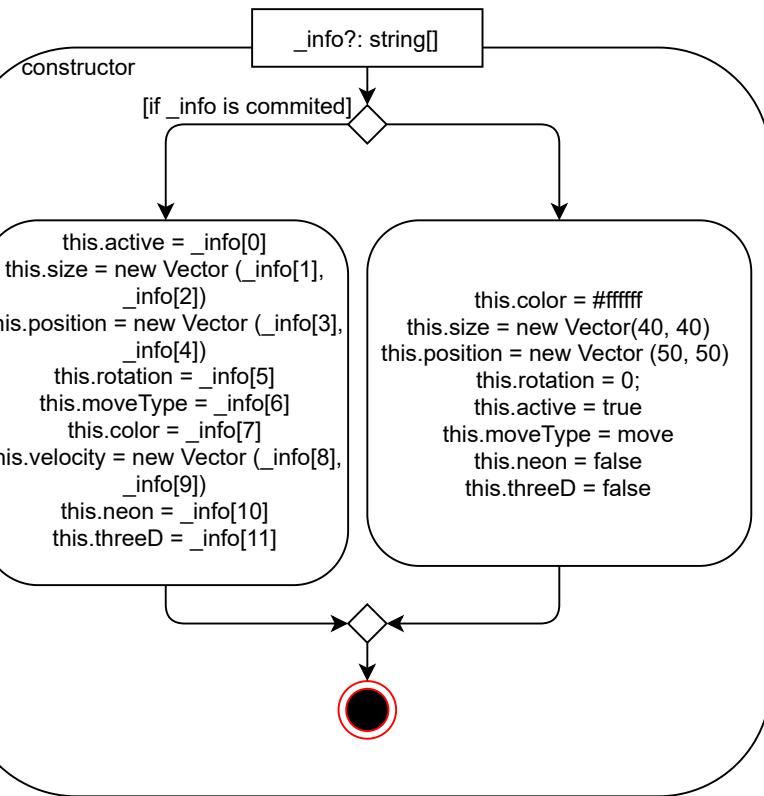 _info?: string[]
constructor
[if _info is commited]
this.active = _info[0]
this.size = new Vector (_info[1],
_info[2])
his.position = new Vector (_info[3],
_info[4])
this.rotation = _info[5]
this.moveType = _info[6]
this.color = _info[7]
his.velocity = new Vector (_info[8],
_info[9])
this.neon = _info[10]
this.threeD = _info[11]
this.color = #ffffff
this.size = new Vector(40, 40)
this.position = new Vector (50, 50)
this.rotation = 0;
this.active = true
this.moveType = move
this.neon = false
this.threeD = false